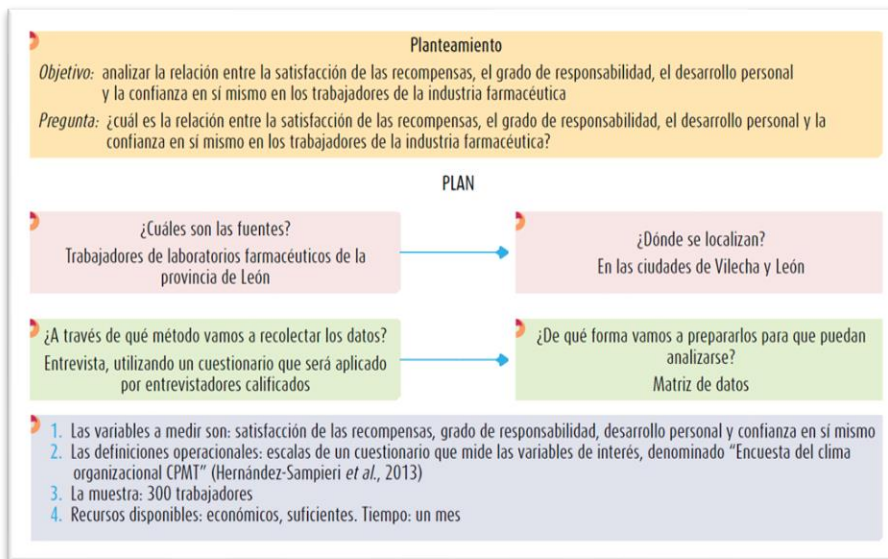 Planteamiento
Objetivo: analizar la relación entre la satisfacción de las recompensas, el grado de responsabilidad, el desarrollo personal
y la confianza en sí mismo en los trabajadores de la industria farmacéutica
Pregunta: ¿cuál es la relación entre la satisfacción de las recompensas, el grado de responsabilidad, el desarrollo personal y la
confianza en sí mismo en los trabajadores de la industria farmacéutica?
PLAN
¿Cuáles son las fuentes?
Trabajadores de laboratorios farmacéuticos de la
provincia de León
¿Dónde se localizan?
En las ciudades de Vilecha y León
¿A través de qué método vamos a recolectar los datos?
Entrevista, utilizando un cuestionario que será aplicado
por entrevistadores calificados
¿De qué forma vamos a prepararlos para que puedan
analizarse?
Matriz de datos
1. Las variables a medir son: satisfacción de las recompensas, grado de responsabilidad, desarrollo personal y confianza en sí mismo
2. Las definiciones operacionales: escalas de un cuestionario que mide las variables de interés, denominado “Encuesta del clima
organizacional CPMT” (Hernández-Sampieri et al., 2013)
3. La muestra: 300 trabajadores
4. Recursos disponibles: económicos, suficientes. Tiempo: un mes